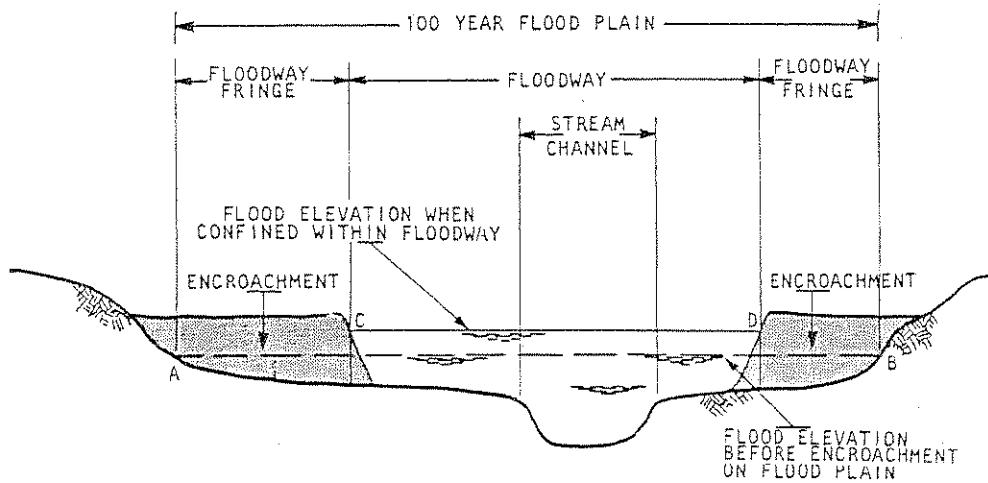 100 YEAR FLOOD PLAIN
FLOODWAY
FRINGE
FLOODWAY
FLOODWAY
FRINGE
STREAM
CHANNEL
FLOOD ELEVATION WHEN
CONFINED WITHIN FLOODWAY
ENCROACHMENT
ENCROACHMENT
C
D
A
B
FLOOD ELEVATION
BEFORE ENCROACHMENT
ON FLOOD PLAIN